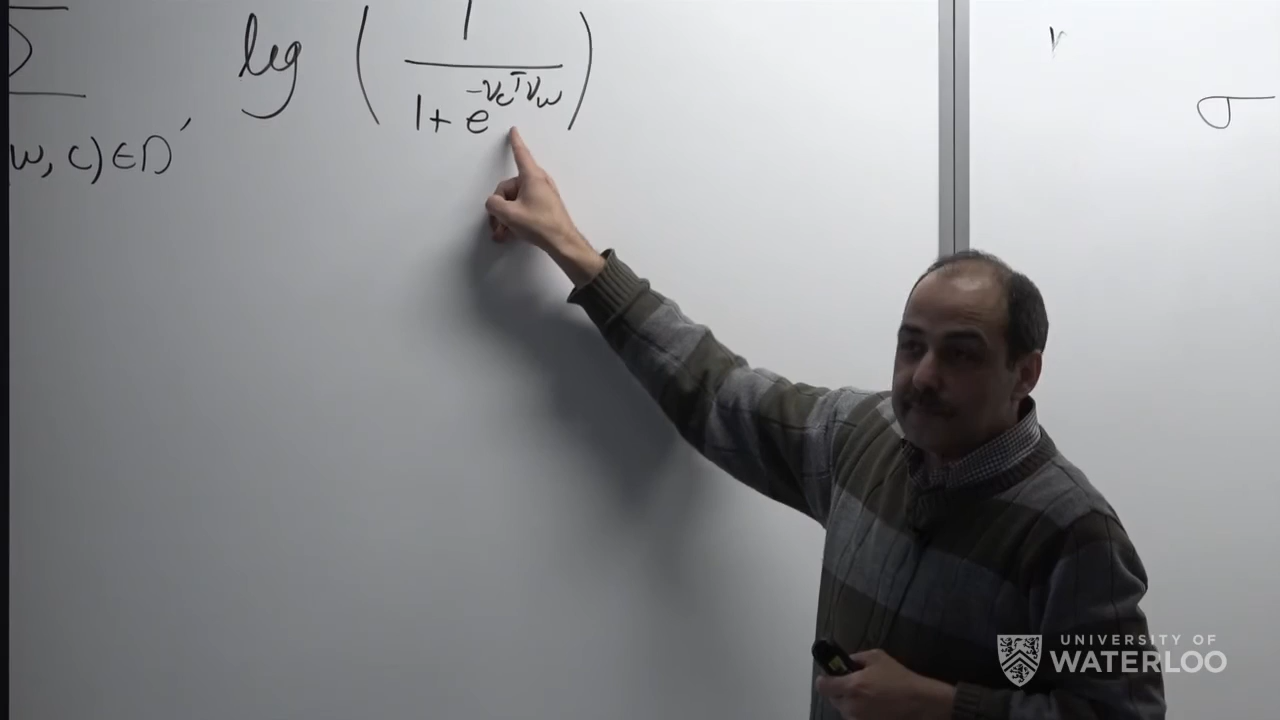 Σ log ( 1 / ( 1 + e^{-v_c^T v_w} ) )
(w, c) ∈ D'
σ
UNIVERSITY OF
WATERLOO